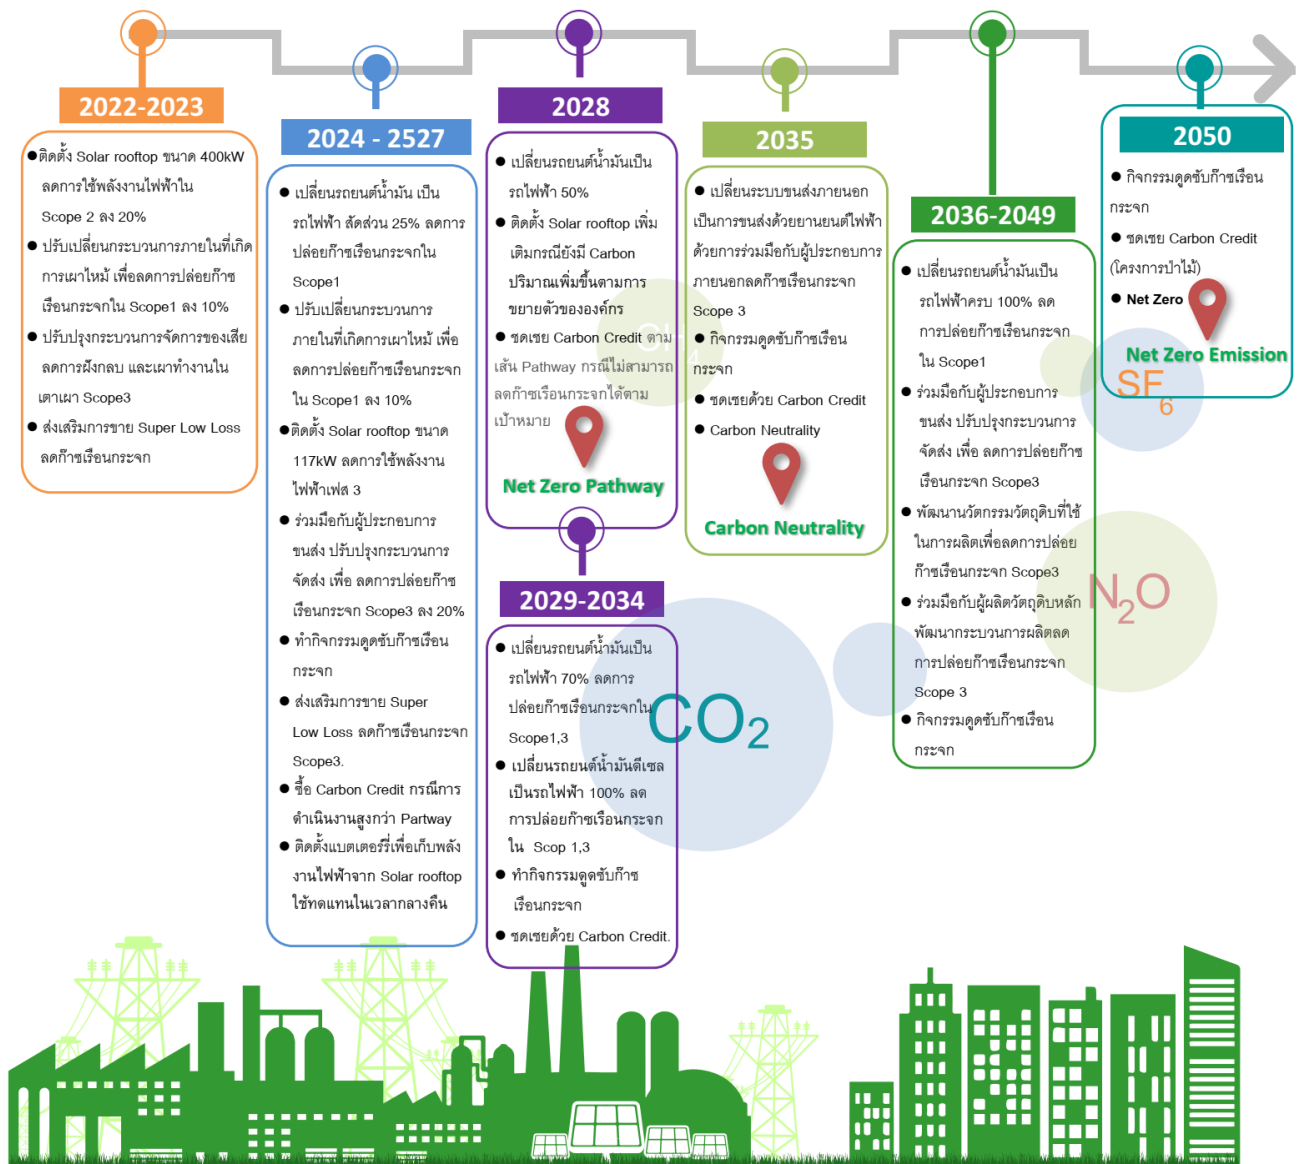 2022-2023
●ติดตั้ง Solar rooftop ขนาด 400kW
ลดการใช้พลังงานไฟฟ้าใน
Scope 2 ลง 20%
● ปรับเปลี่ยนกระบวนการภายในที่เกิด
การเผาไหม้ เพื่อลดการปล่อยก๊าซ
เรือนกระจกใน Scope1 ลง 10%
● ปรับปรุงกระบวนการจัดการของเสีย
ลดการฝังกลบ และเผาทำงานใน
เตาเผา Scope3
● ส่งเสริมการขาย Super Low Loss
ลดก๊าซเรือนกระจก
2024 - 2527
● เปลี่ยนรถยนต์น้ำมัน เป็น
รถไฟฟ้า สัดส่วน 25% ลดการ
ปล่อยก๊าซเรือนกระจกใน
Scope1
● ปรับเปลี่ยนกระบวนการ
ภายในที่เกิดการเผาไหม้ เพื่อ
ลดการปล่อยก๊าซเรือนกระจก
ใน Scope1 ลง 10%
●ติดตั้ง Solar rooftop ขนาด
117kW ลดการใช้พลังงาน
ไฟฟ้าเฟส 3
● ร่วมมือกับผู้ประกอบการ
ขนส่ง ปรับปรุงกระบวนการ
จัดส่ง เพื่อ ลดการปล่อยก๊าซ
เรือนกระจก Scope3 ลง 20%
● ทำกิจกรรมดูดซับก๊าซเรือน
กระจก
● ส่งเสริมการขาย Super
Low Loss ลดก๊าซเรือนกระจก
Scope3.
● ซื้อ Carbon Credit กรณีการ
ดำเนินงานสูงกว่า Partway
● ติดตั้งแบตเตอร์รี่เพื่อเก็บพลัง
งานไฟฟ้าจาก Solar rooftop
ใช้ทดแทนในเวลากลางคืน
2028
● เปลี่ยนรถยนต์น้ำมันเป็น
รถไฟฟ้า 50%
● ติดตั้ง Solar rooftop เพิ่ม
เติมกรณียังมี Carbon
ปริมาณเพิ่มขึ้นตามการ
ขยายตัวขององค์กร
● ชดเชย Carbon Credit ตาม
เส้น Pathway กรณีไม่สามารถ
ลดก๊าซเรือนกระจกได้ตาม
เป้าหมาย
Net Zero Pathway
2029-2034
● เปลี่ยนรถยนต์น้ำมันเป็น
รถไฟฟ้า 70% ลดการ
ปล่อยก๊าซเรือนกระจกใน
Scope1,3
● เปลี่ยนรถยนต์น้ำมันดีเซล
เป็นรถไฟฟ้า 100% ลด
การปล่อยก๊าซเรือนกระจก
ใน Scop 1,3
● ทำกิจกรรมดูดซับก๊าซ
เรือนกระจก
● ชดเชยด้วย Carbon Credit.
2035
● เปลี่ยนระบบขนส่งภายนอก
เป็นการขนส่งด้วยยานยนต์ไฟฟ้า
ด้วยการร่วมมือกับผู้ประกอบการ
ภายนอกลดก๊าซเรือนกระจก
Scope 3
● กิจกรรมดูดซับก๊าซเรือน
กระจก
● ชดเชยด้วย Carbon Credit
● Carbon Neutrality
Carbon Neutrality
2036-2049
● เปลี่ยนรถยนต์น้ำมันเป็น
รถไฟฟ้าครบ 100% ลด
การปล่อยก๊าซเรือนกระจก
ใน Scope1
● ร่วมมือกับผู้ประกอบการ
ขนส่ง ปรับปรุงกระบวนการ
จัดส่ง เพื่อ ลดการปล่อยก๊าซ
เรือนกระจก Scope3
● พัฒนานวัตกรรมวัตถุดิบที่ใช้
ในการผลิตเพื่อลดการปล่อย
ก๊าซเรือนกระจก Scope3
● ร่วมมือกับผู้ผลิตวัตถุดิบหลัก
พัฒนากระบวนการผลิตลด
การปล่อยก๊าซเรือนกระจก
Scope 3
● กิจกรรมดูดซับก๊าซเรือน
กระจก
2050
● กิจกรรมดูดซับก๊าซเรือน
กระจก
● ชดเชย Carbon Credit
(โครงการป่าไม้)
● Net Zero
Net Zero Emission
CH4
SF6
N2O
CO2